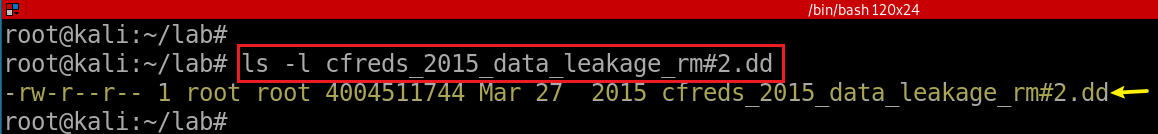 /bin/bash 120x24
root@kali:~/lab#
root@kali:~/lab# ls -l cfreds_2015_data_leakage_rm#2.dd
-rw-r--r-- 1 root root 4004511744 Mar 27  2015 cfreds_2015_data_leakage_rm#2.dd
root@kali:~/lab#